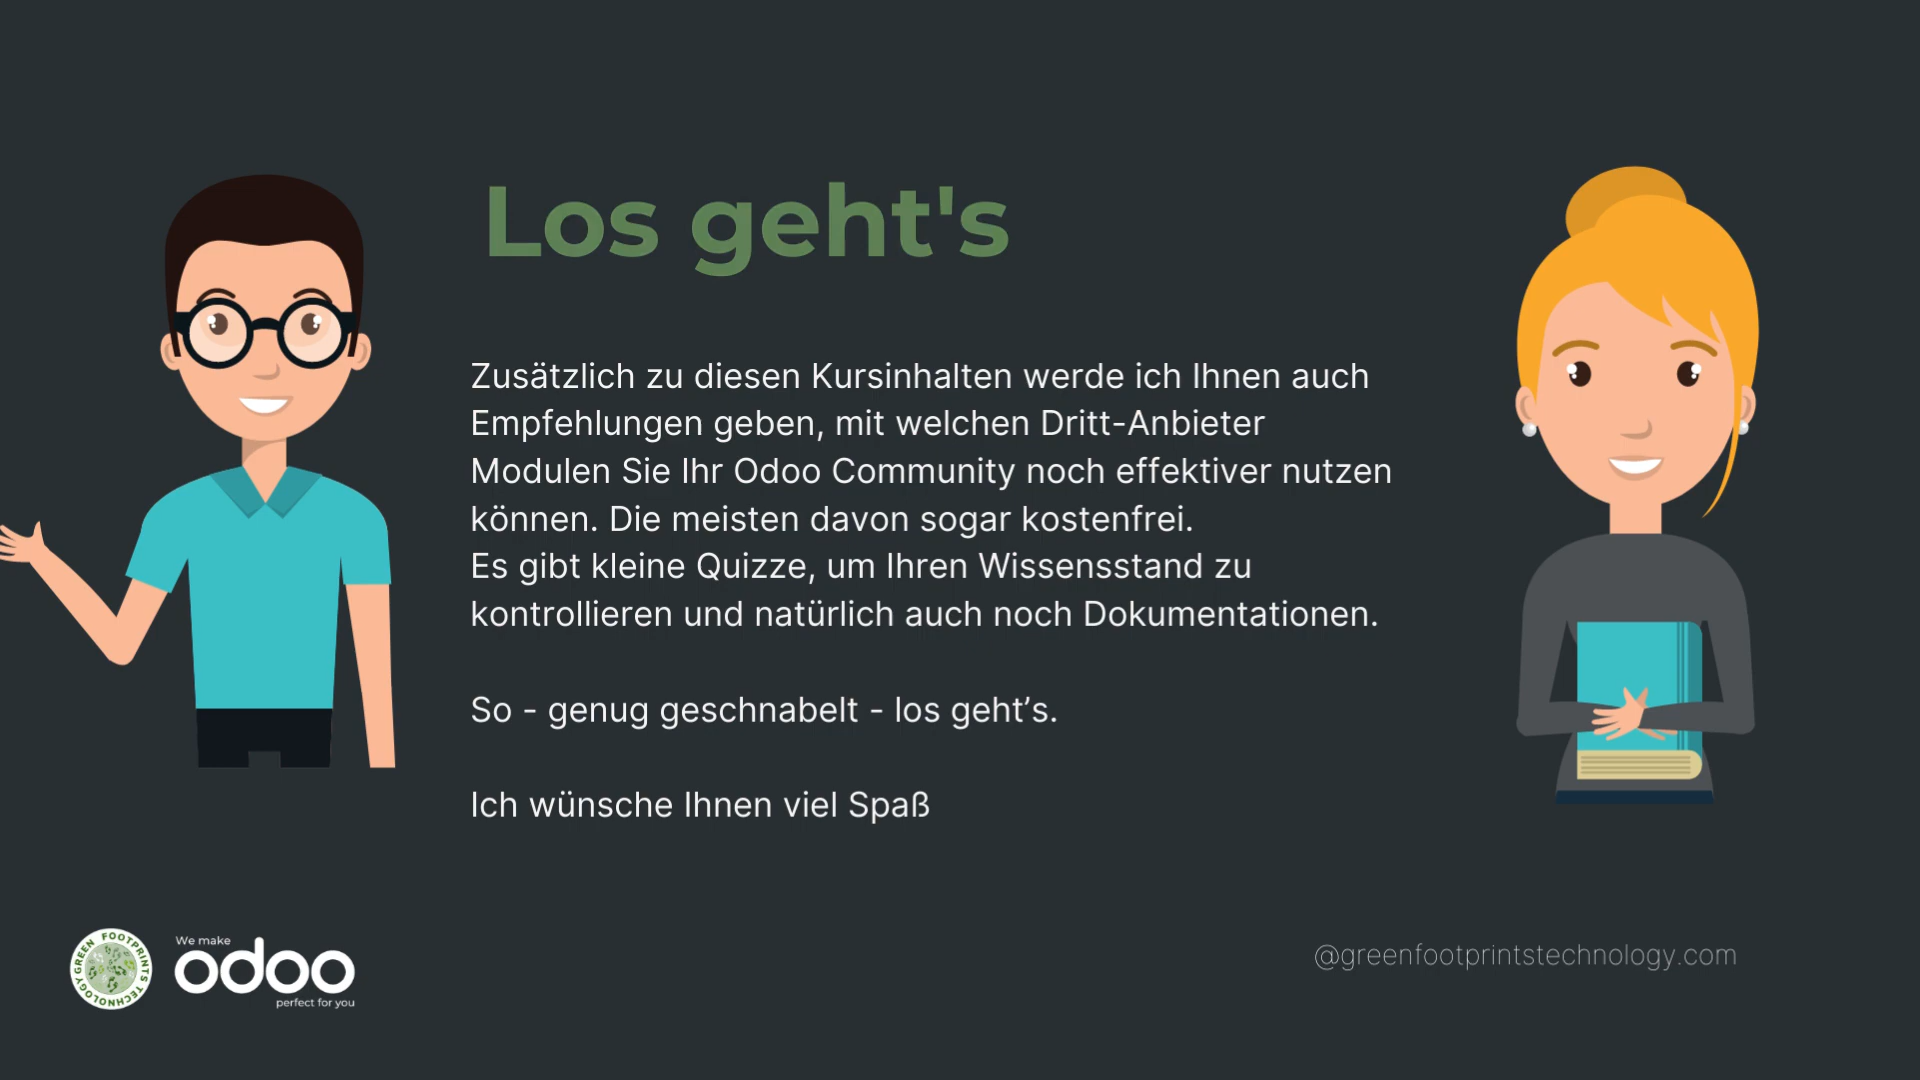 Los geht's
Zusätzlich zu diesen Kursinhalten werde ich Ihnen auch
Empfehlungen geben, mit welchen Dritt-Anbieter
Modulen Sie Ihr Odoo Community noch effektiver nutzen
können. Die meisten davon sogar kostenfrei.
Es gibt kleine Quizze, um Ihren Wissensstand zu
kontrollieren und natürlich auch noch Dokumentationen.
So - genug geschnabelt - los geht’s.
Ich wünsche Ihnen viel Spaß
GREEN FOOTPRINTS TECHNOLOGY
We make
odoo
perfect for you
@greenfootprintstechnology.com